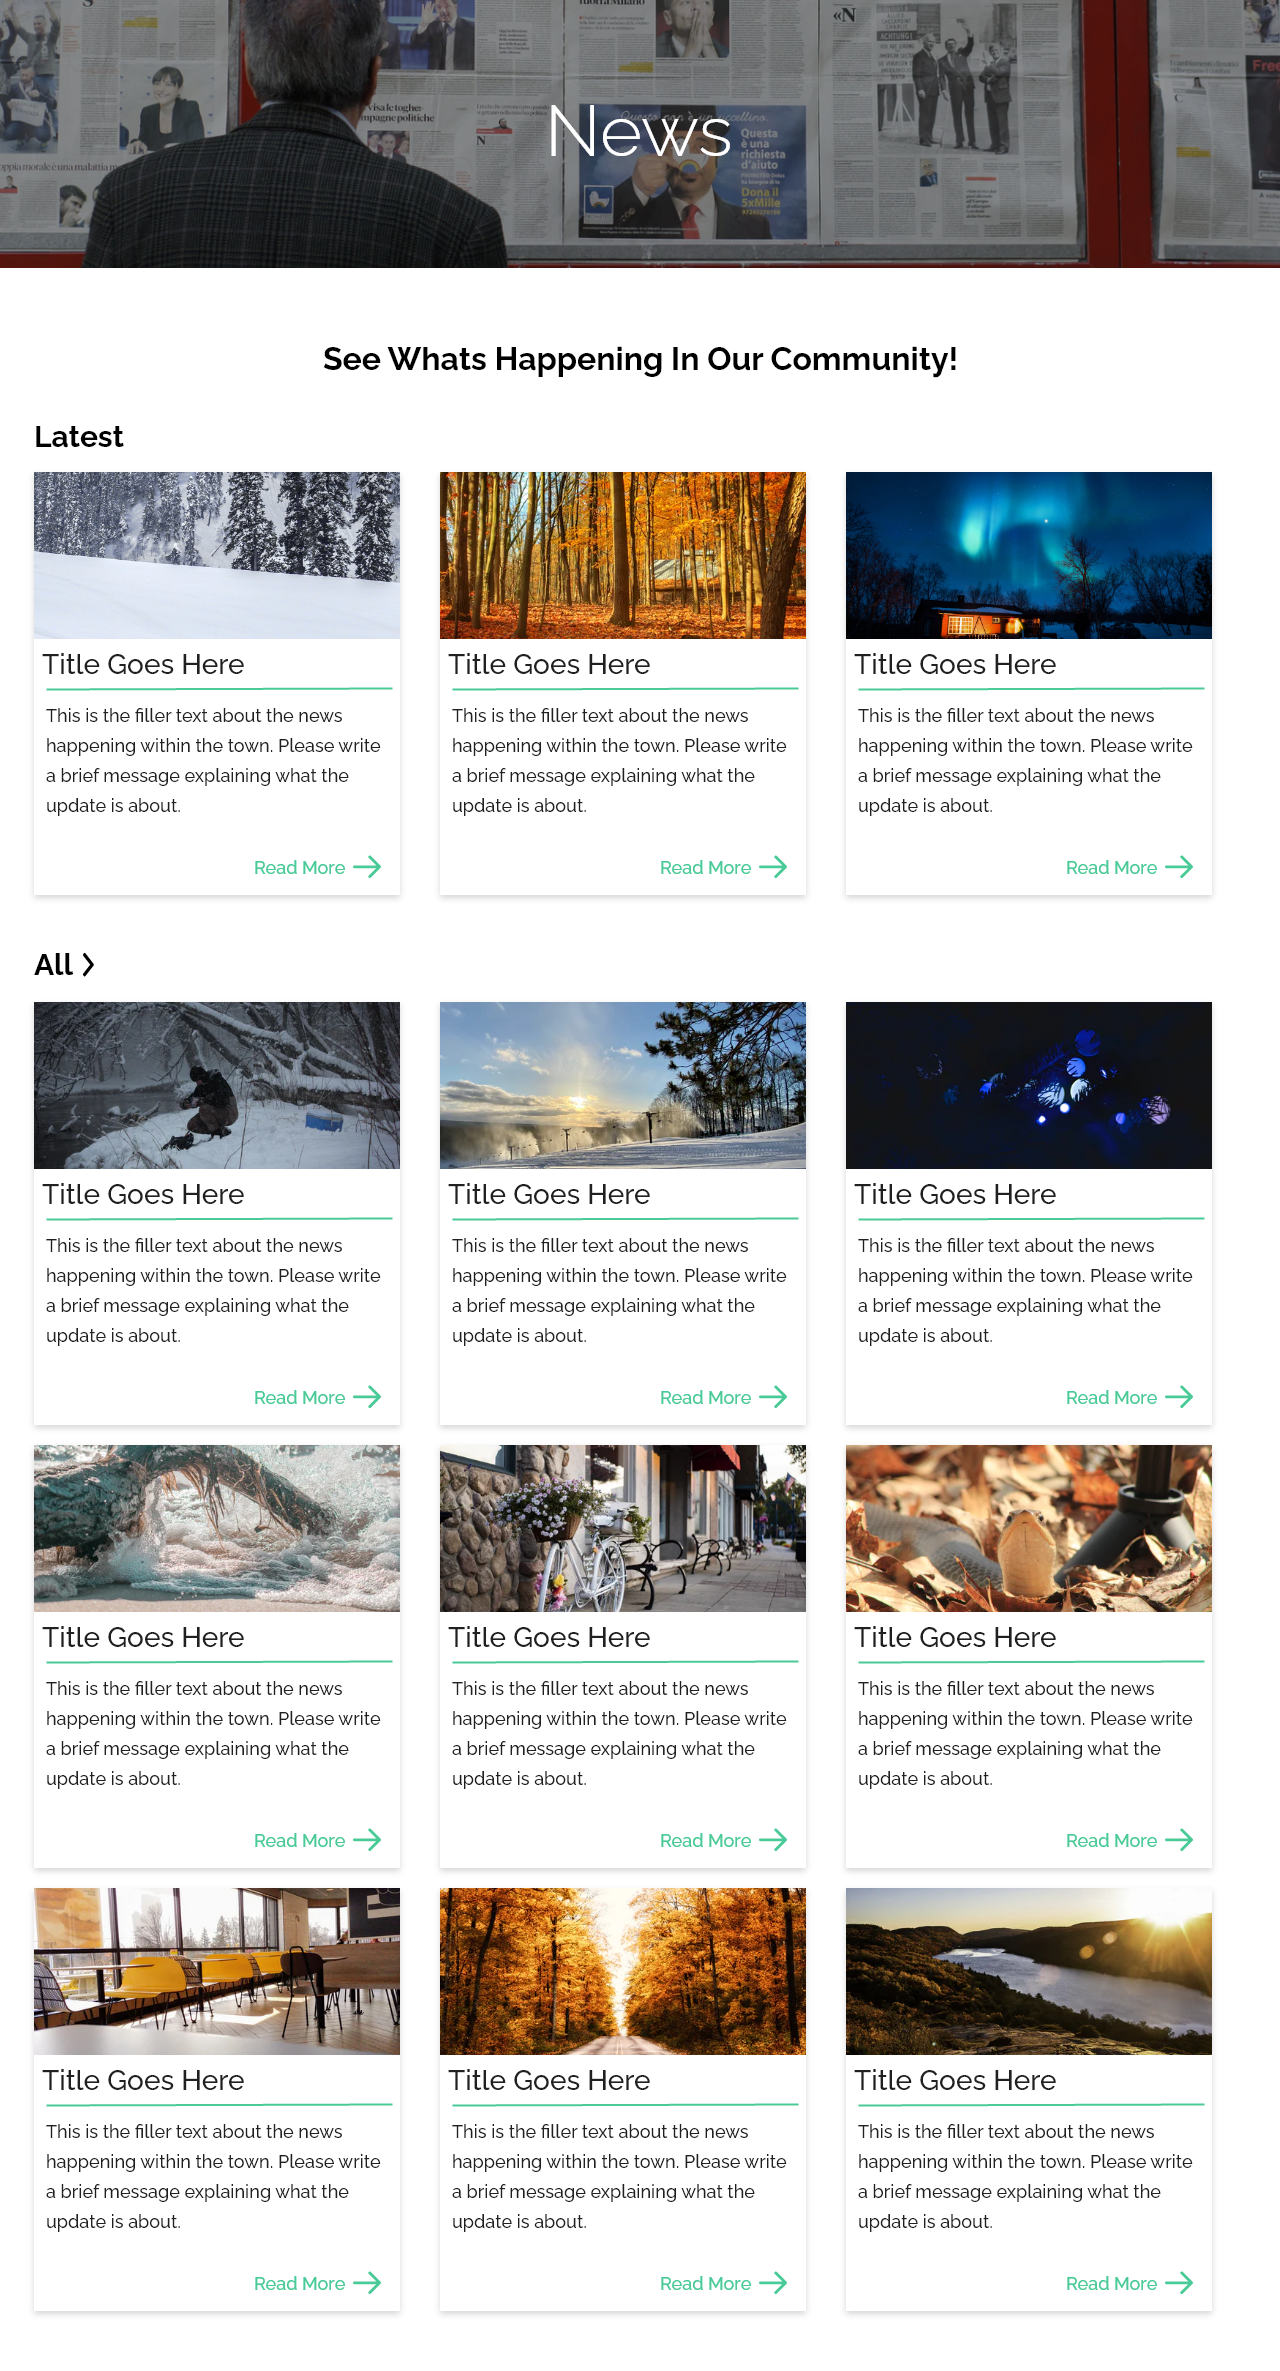 News
«N
ACHTUNG!
Visa le toghe:
N
Questo non è un uccellino.
Questa
è una
richiesta
d'aiuto
Dona il
5xMille
See Whats Happening In Our Community!
Latest
Title Goes Here
This is the filler text about the news
happening within the town. Please write
a brief message explaining what the
update is about.
Read More
Title Goes Here
This is the filler text about the news
happening within the town. Please write
a brief message explaining what the
update is about.
Read More
Title Goes Here
This is the filler text about the news
happening within the town. Please write
a brief message explaining what the
update is about.
Read More
All
Title Goes Here
This is the filler text about the news
happening within the town. Please write
a brief message explaining what the
update is about.
Read More
Title Goes Here
This is the filler text about the news
happening within the town. Please write
a brief message explaining what the
update is about.
Read More
Title Goes Here
This is the filler text about the news
happening within the town. Please write
a brief message explaining what the
update is about.
Read More
Title Goes Here
This is the filler text about the news
happening within the town. Please write
a brief message explaining what the
update is about.
Read More
Title Goes Here
This is the filler text about the news
happening within the town. Please write
a brief message explaining what the
update is about.
Read More
Title Goes Here
This is the filler text about the news
happening within the town. Please write
a brief message explaining what the
update is about.
Read More
Title Goes Here
This is the filler text about the news
happening within the town. Please write
a brief message explaining what the
update is about.
Read More
Title Goes Here
This is the filler text about the news
happening within the town. Please write
a brief message explaining what the
update is about.
Read More
Title Goes Here
This is the filler text about the news
happening within the town. Please write
a brief message explaining what the
update is about.
Read More